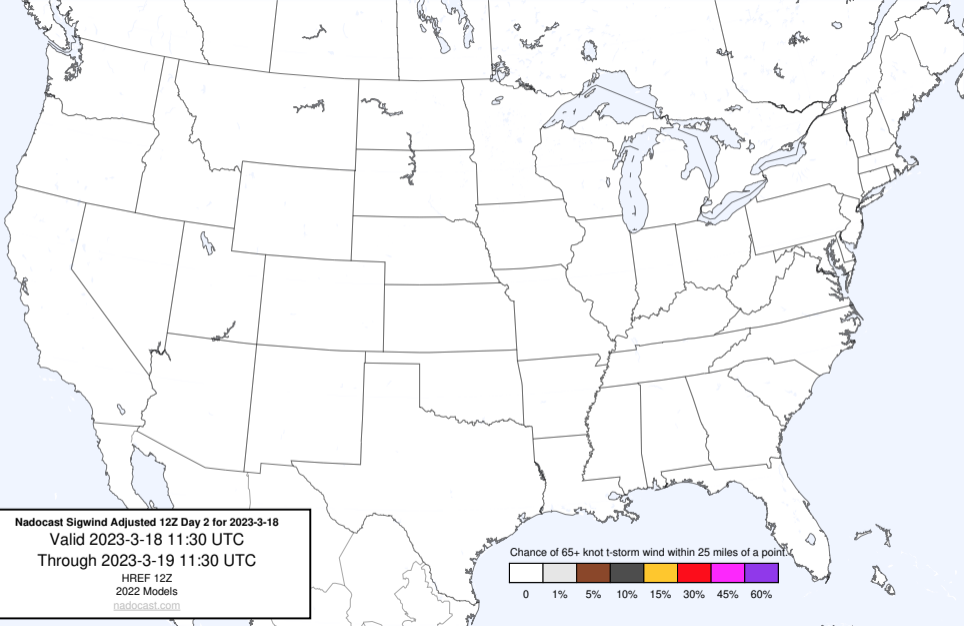 Nadocast Sigwind Adjusted 12Z Day 2 for 2023-3-18
Valid 2023-3-18 11:30 UTC
Through 2023-3-19 11:30 UTC
HREF 12Z
2022 Models
nadocast.com
Chance of 65+ knot t-storm wind within 25 miles of a point.
0 1% 5% 10% 15% 30% 45% 60%